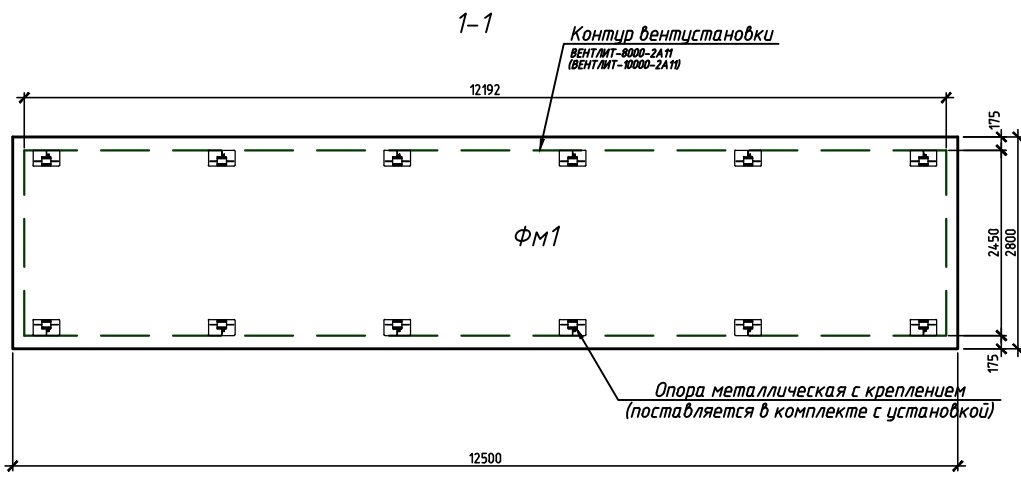 1-1
Контур вентустановки
ВЕНТЛИТ-8000-2А11
(ВЕНТЛИТ-10000-2А11)
12192
175
Фм1
2450
2800
175
Опора металлическая с креплением
(поставляется в комплекте с установкой)
12500